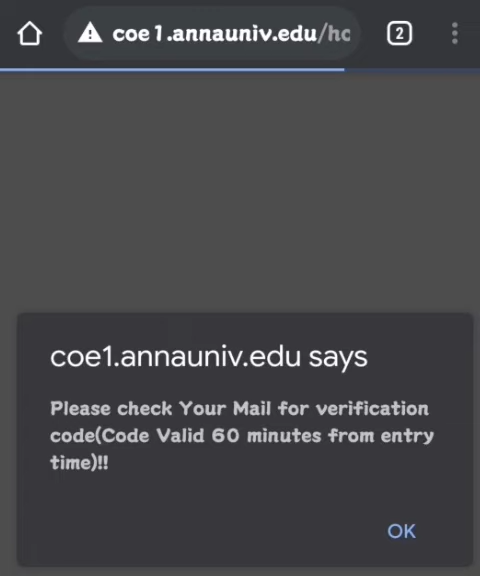 coe1.annauniv.edu/hc
2
coe1.annauniv.edu says
Please check Your Mail for verification
code(Code Valid 60 minutes from entry
time)!!
OK